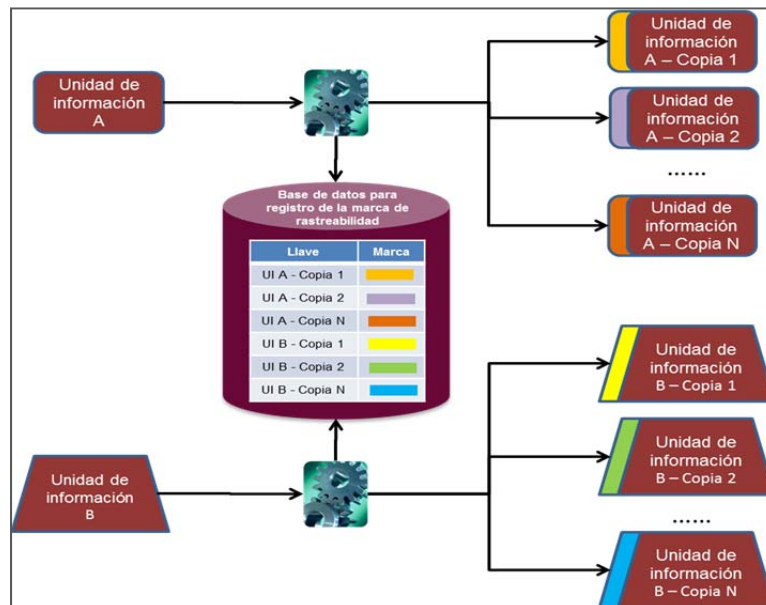 Unidad de
información
A
Unidad de
información
A – Copia 1
Unidad de
información
A – Copia 2
......
Unidad de
información
A – Copia N
Base de datos para
registro de la marca de
rastreabilidad
Llave Marca
UI A - Copia 1
UI A - Copia 2
UI A - Copia N
UI B - Copia 1
UI B - Copia 2
UI B - Copia N
Unidad de
información
B
Unidad de
información
B – Copia 1
Unidad de
información
B – Copia 2
......
Unidad de
información
B – Copia N